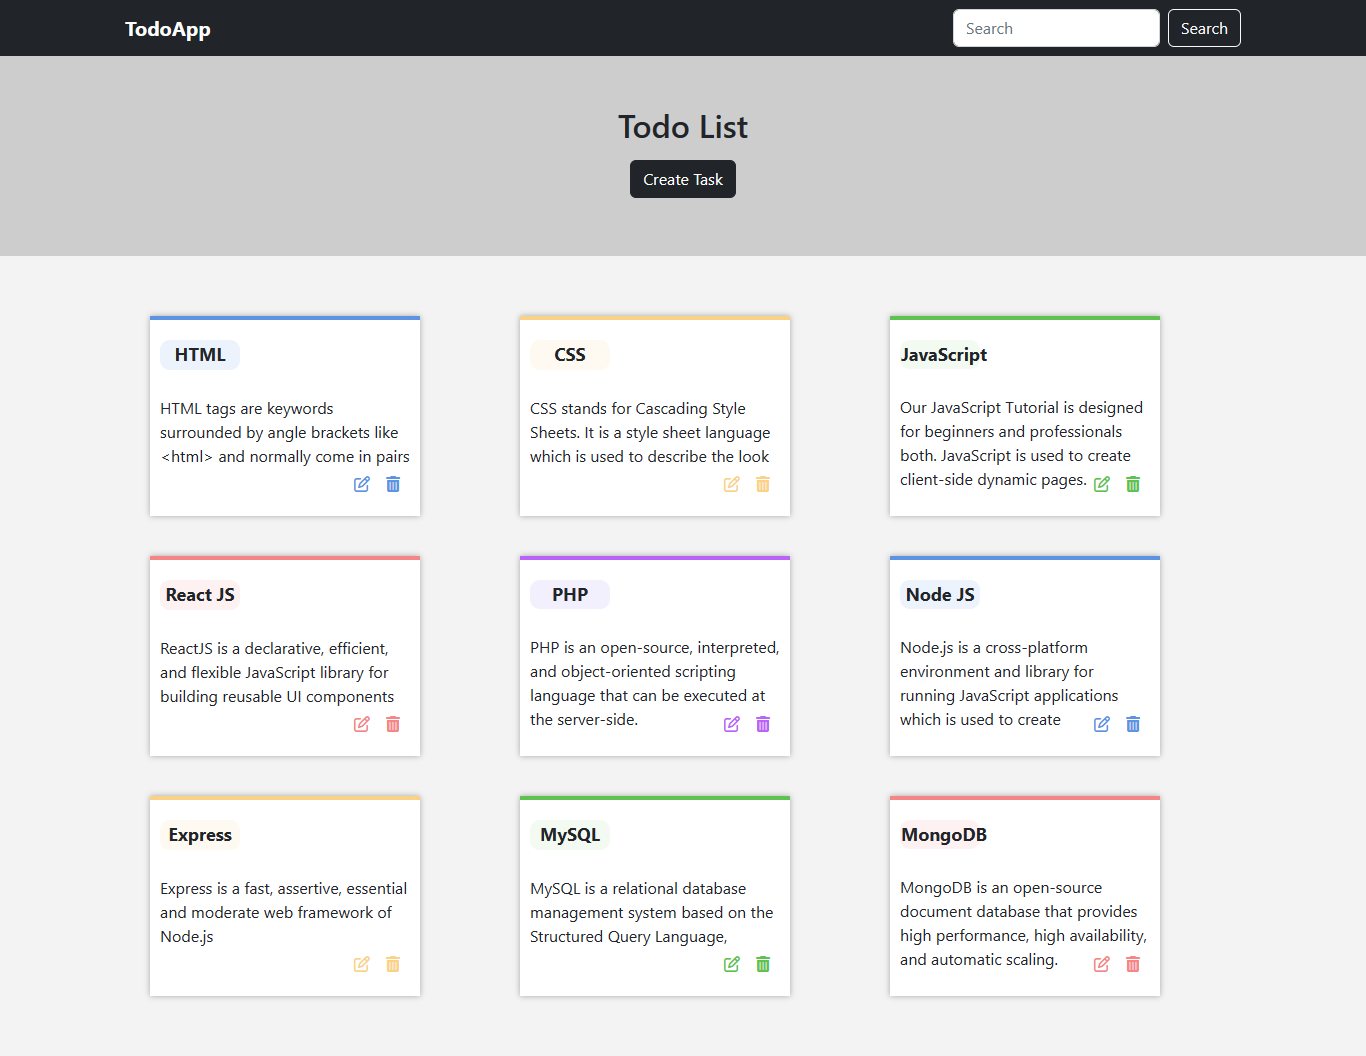 TodoApp
Search
Search
Todo List
Create Task
HTML
HTML tags are keywords
surrounded by angle brackets like
<html> and normally come in pairs
CSS
CSS stands for Cascading Style
Sheets. It is a style sheet language
which is used to describe the look
JavaScript
Our JavaScript Tutorial is designed
for beginners and professionals
both. JavaScript is used to create
client-side dynamic pages.
React JS
ReactJS is a declarative, efficient,
and flexible JavaScript library for
building reusable UI components
PHP
PHP is an open-source, interpreted,
and object-oriented scripting
language that can be executed at
the server-side.
Node JS
Node.js is a cross-platform
environment and library for
running JavaScript applications
which is used to create
Express
Express is a fast, assertive, essential
and moderate web framework of
Node.js
MySQL
MySQL is a relational database
management system based on the
Structured Query Language,
MongoDB
MongoDB is an open-source
document database that provides
high performance, high availability,
and automatic scaling.